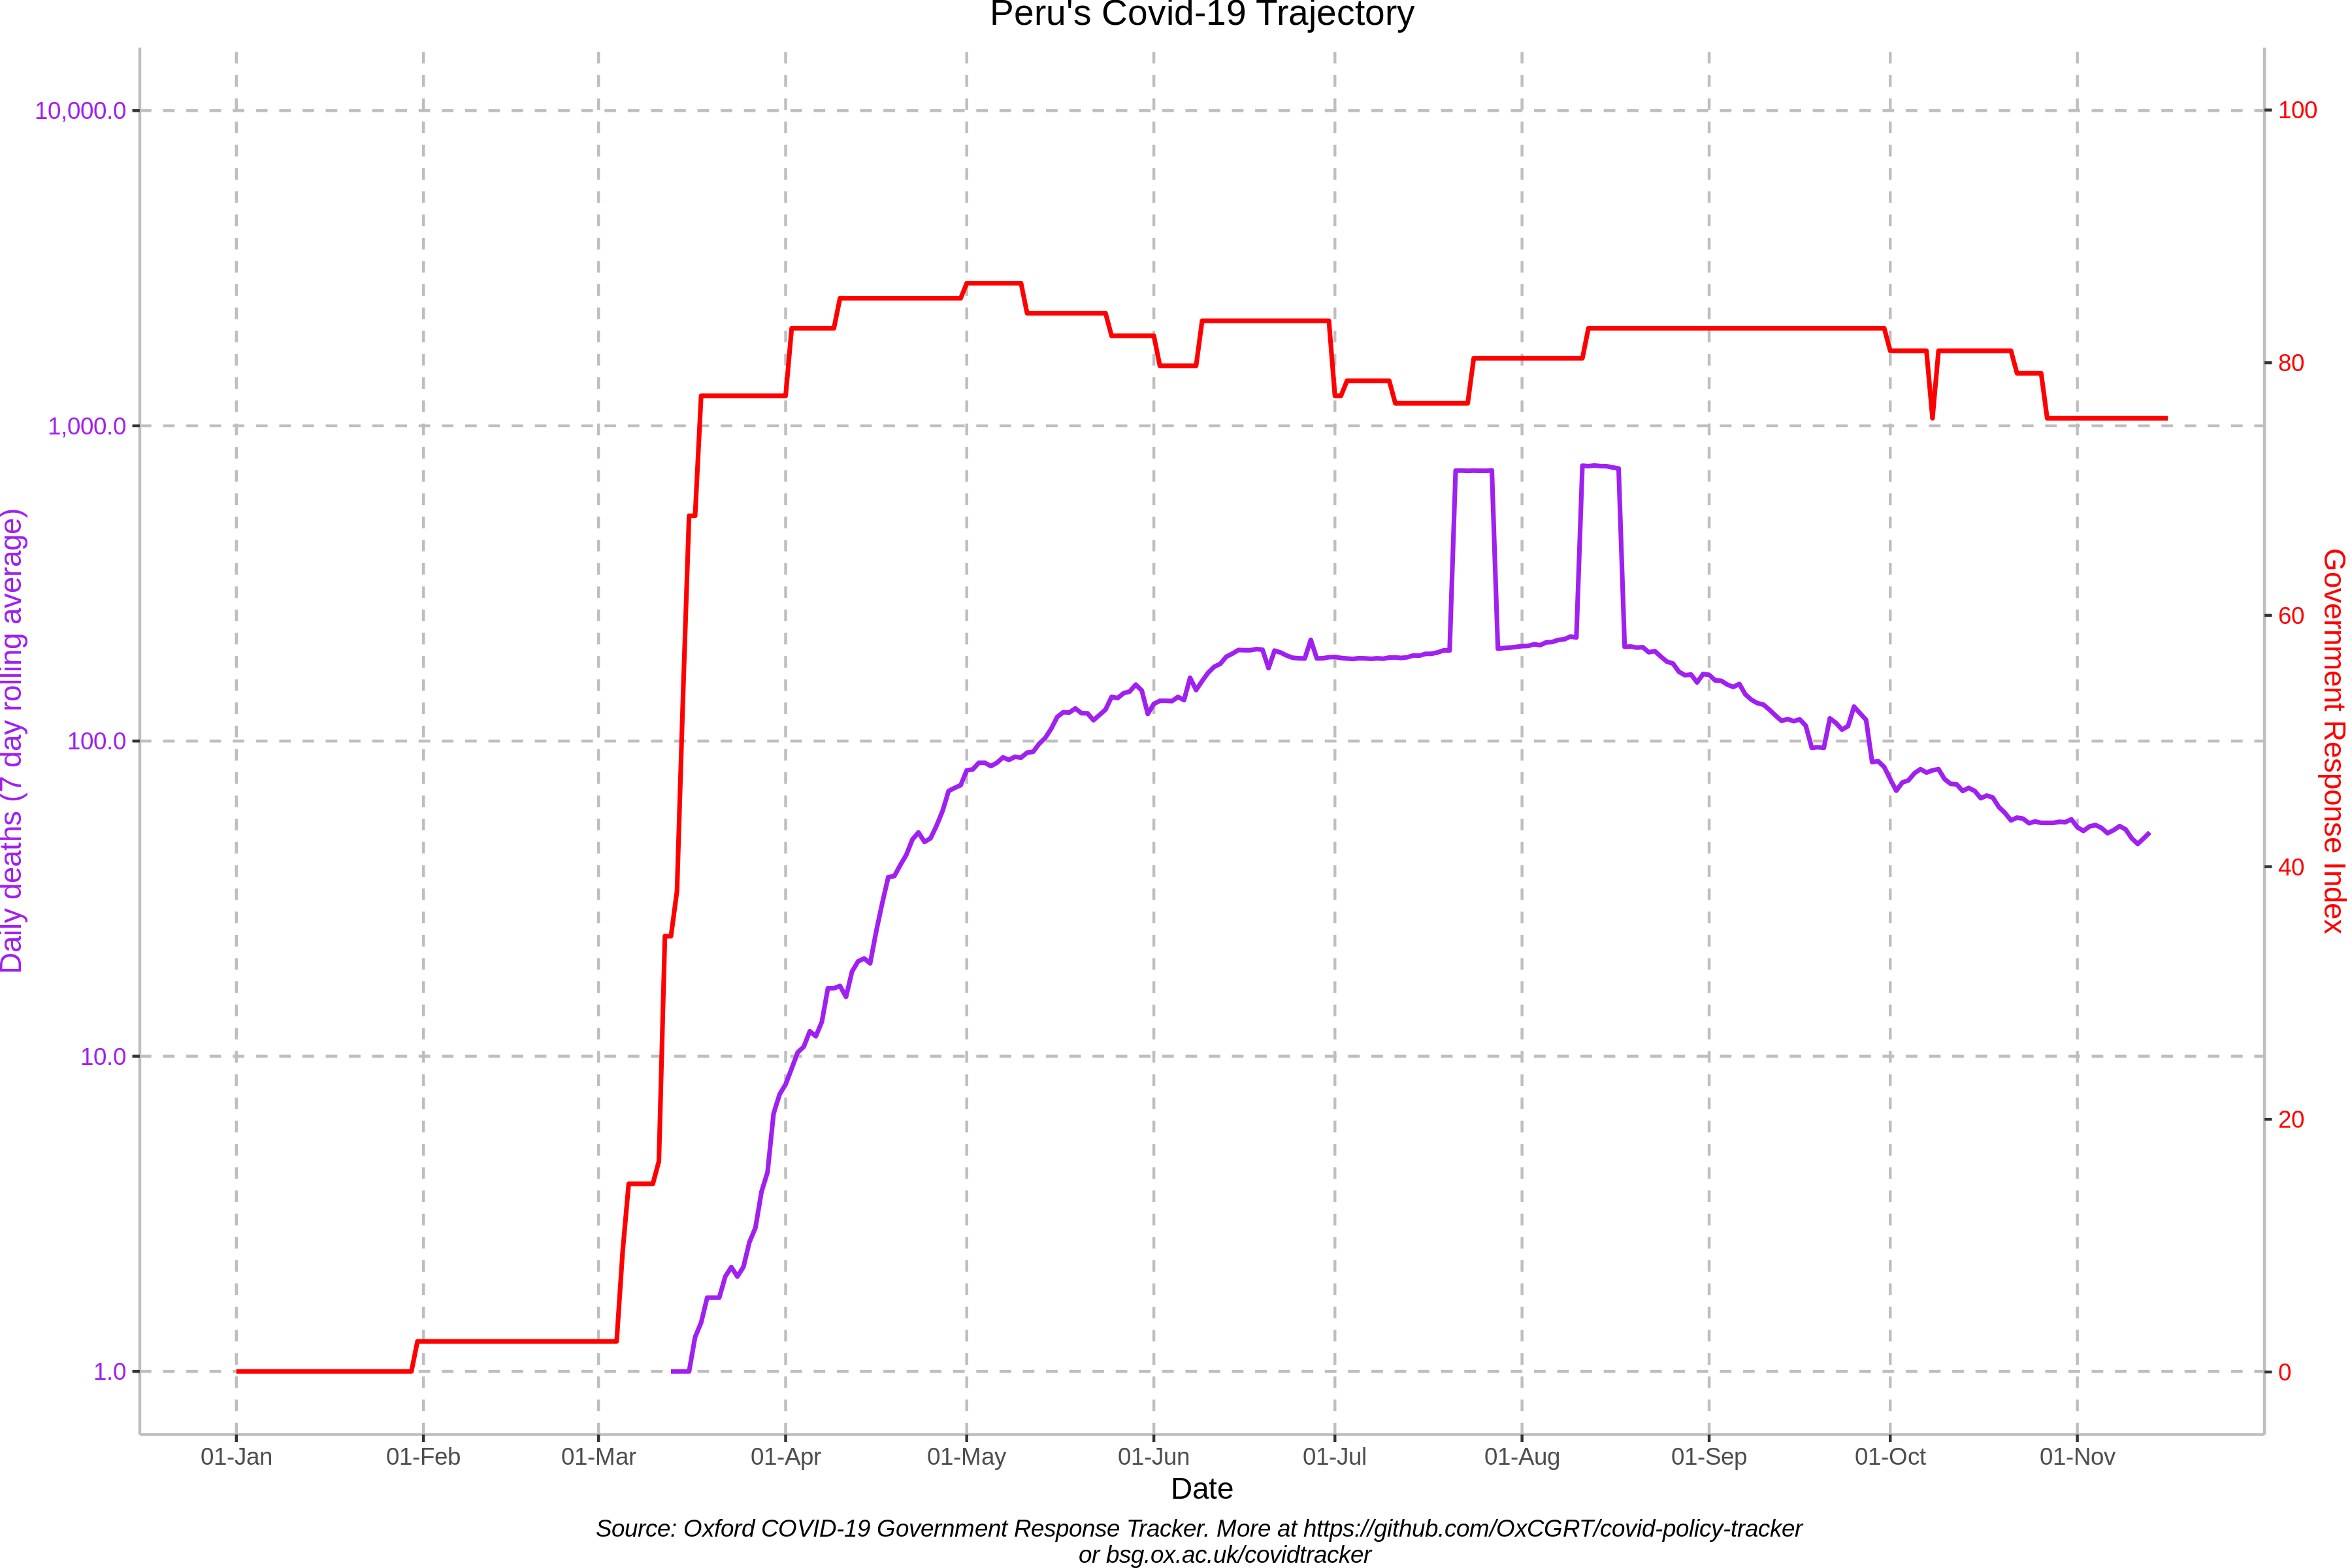 Peru's Covid-19 Trajectory
10,000.0
1,000.0
100.0
10.0
1.0
Daily deaths (7 day rolling average)
100
80
60
40
20
0
Government Response Index
01-Jan
01-Feb
01-Mar
01-Apr
01-May
01-Jun
01-Jul
01-Aug
01-Sep
01-Oct
01-Nov
Date
Source: Oxford COVID-19 Government Response Tracker. More at https://github.com/OxCGRT/covid-policy-tracker
or bsg.ox.ac.uk/covidtracker